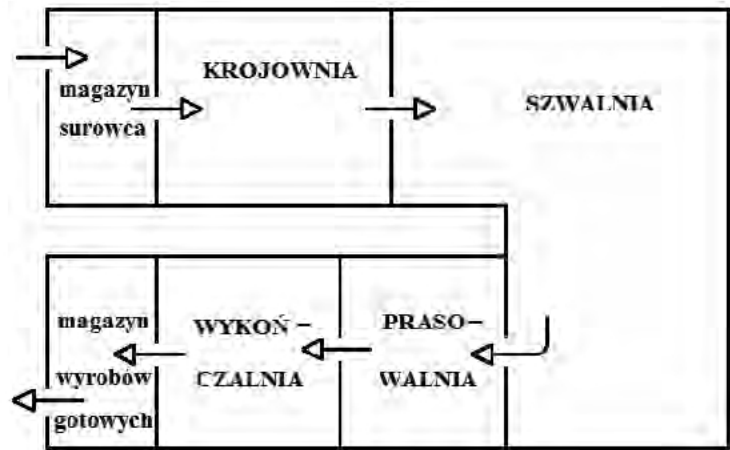 magazyn
surowca
KROJOWNIA
SZWALNIA
magazyn
wyrobów
gotowych
WYKOŃ –
CZALNIA
PRASO –
WALNIA